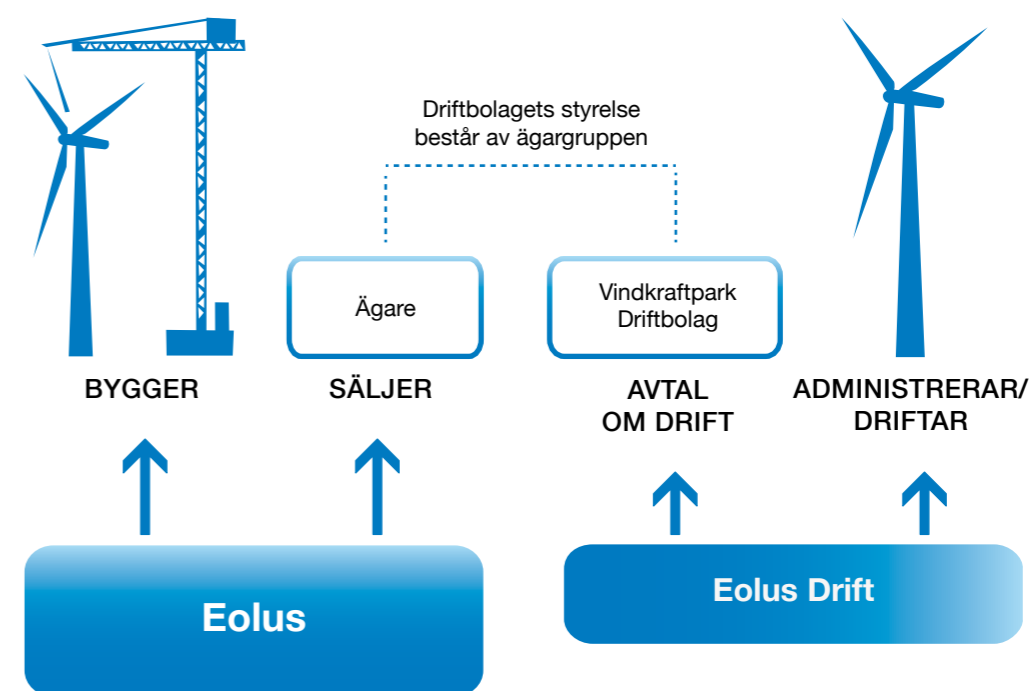 Driftbolagets styrelse
består av ägargruppen
Ägare
Vindkraftpark
Driftbolag
BYGGER
SÄLJER
AVTAL
OM DRIFT
ADMINISTRERAR/
DRIFTAR
Eolus
Eolus Drift